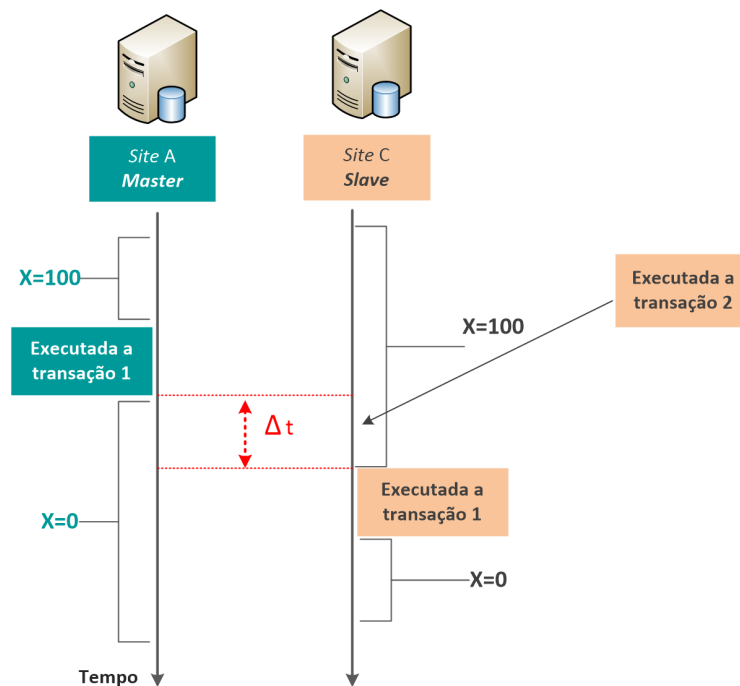 Site A
Master
Site C
Slave
X=100
Executada a
transação 2
X=100
Executada a
transação 1
Δ t
Executada a
transação 1
X=0
X=0
Tempo